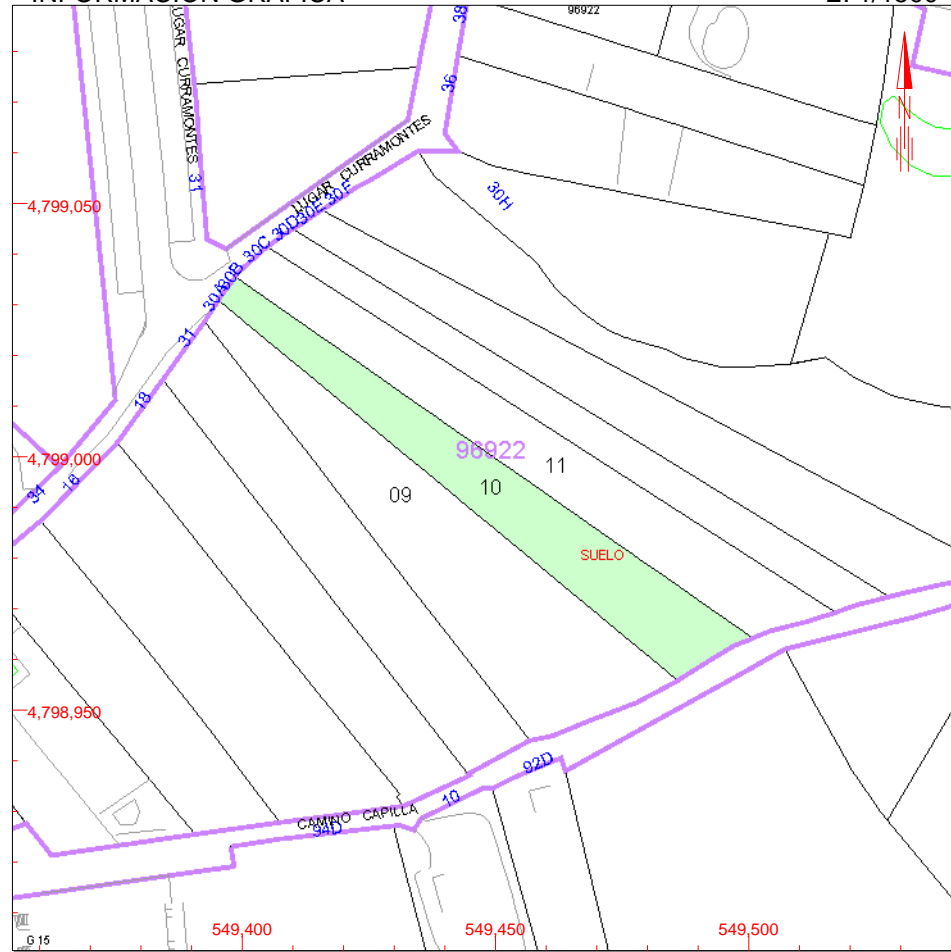 96922
38
36
LUGAR CURRAMONTES 31
LUGAR CURRAMONTES
30H
4,799,050
30F
30E
30D
30C
30B
30A
31
18
96922
11
4,799,000
16
34
10
09
SUELO
4,798,950
92D
10
CAMINO CAPILLA
94D
G 15
549,400
549,450
549,500